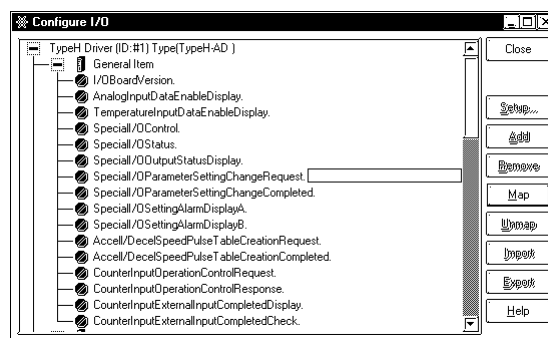 Configure I/O
TypeH Driver (ID:#1) Type(TypeH-AD )
General Item
I/OBoardVersion.
AnalogInputDataEnableDisplay.
TemperatureInputDataEnableDisplay.
SpecialI/OControl.
SpecialI/OStatus.
SpecialI/OOutputStatusDisplay.
SpecialI/OParameterSettingChangeRequest.
SpecialI/OParameterSettingChangeCompleted.
SpecialI/OSettingAlarmDisplayA.
SpecialI/OSettingAlarmDisplayB.
Accell/DecelSpeedPulseTableCreationRequest.
Accell/DecelSpeedPulseTableCreationCompleted.
CounterInputOperationControlRequest.
CounterInputOperationControlResponse.
CounterInputExternalInputCompletedDisplay.
CounterInputExternalInputCompletedCheck.
Close
Setup...
Add
Remove
Map
Unmap
Import
Export
Help